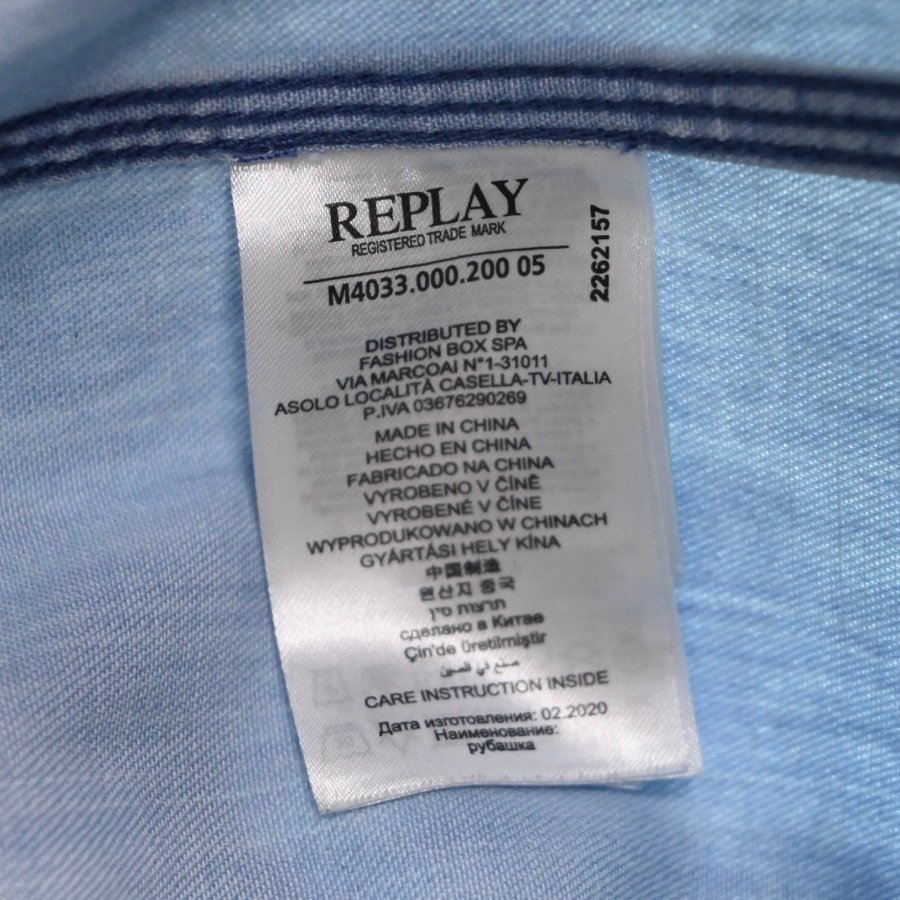 REPLAY
REGISTERED TRADE MARK
M4033.000.200 05
2262157
DISTRIBUTED BY
FASHION BOX SPA
VIA MARCOAI N°1-31011
ASOLO LOCALITÀ CASELLA-TV-ITALIA
P.IVA 03676290269
MADE IN CHINA
HECHO EN CHINA
FABRICADO NA CHINA
VYROBENO V ČÍNĚ
VYROBENÉ V ČÍNE
WYPRODUKOWANO W CHINACH
GYÁRTÁSI HELY KÍNA
中国制造
원산지 중국
תרצות סין
сделано в Китае
Çin'de üretilmiştir
صنع في الصين
CARE INSTRUCTION INSIDE
Дата изготовления: 02.2020
Наименование:
рубашка